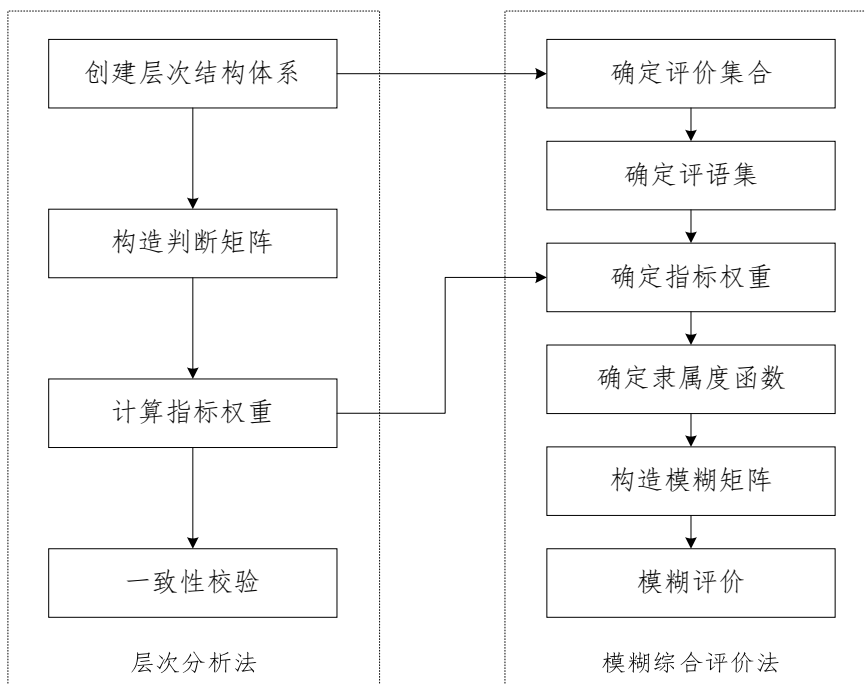 创建层次结构体系
构造判断矩阵
计算指标权重
一致性校验
层次分析法
确定评价集合
确定评语集
确定指标权重
确定隶属度函数
构造模糊矩阵
模糊评价
模糊综合评价法